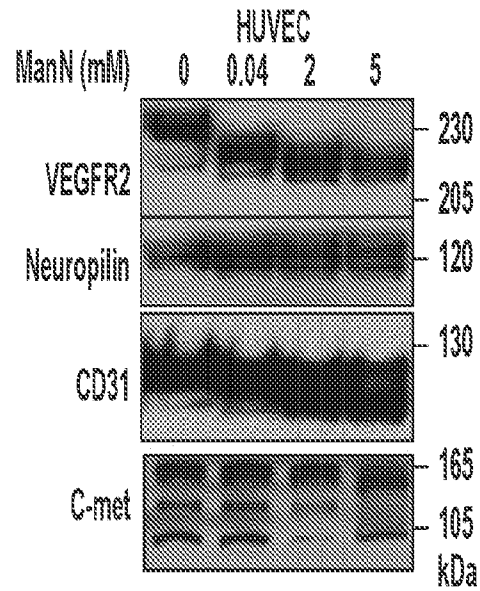 HUVEC
ManN (mM) 0 0.04 2 5
VEGFR2
230
205
Neuropilin
120
CD31
130
C-met
165
105
kDa